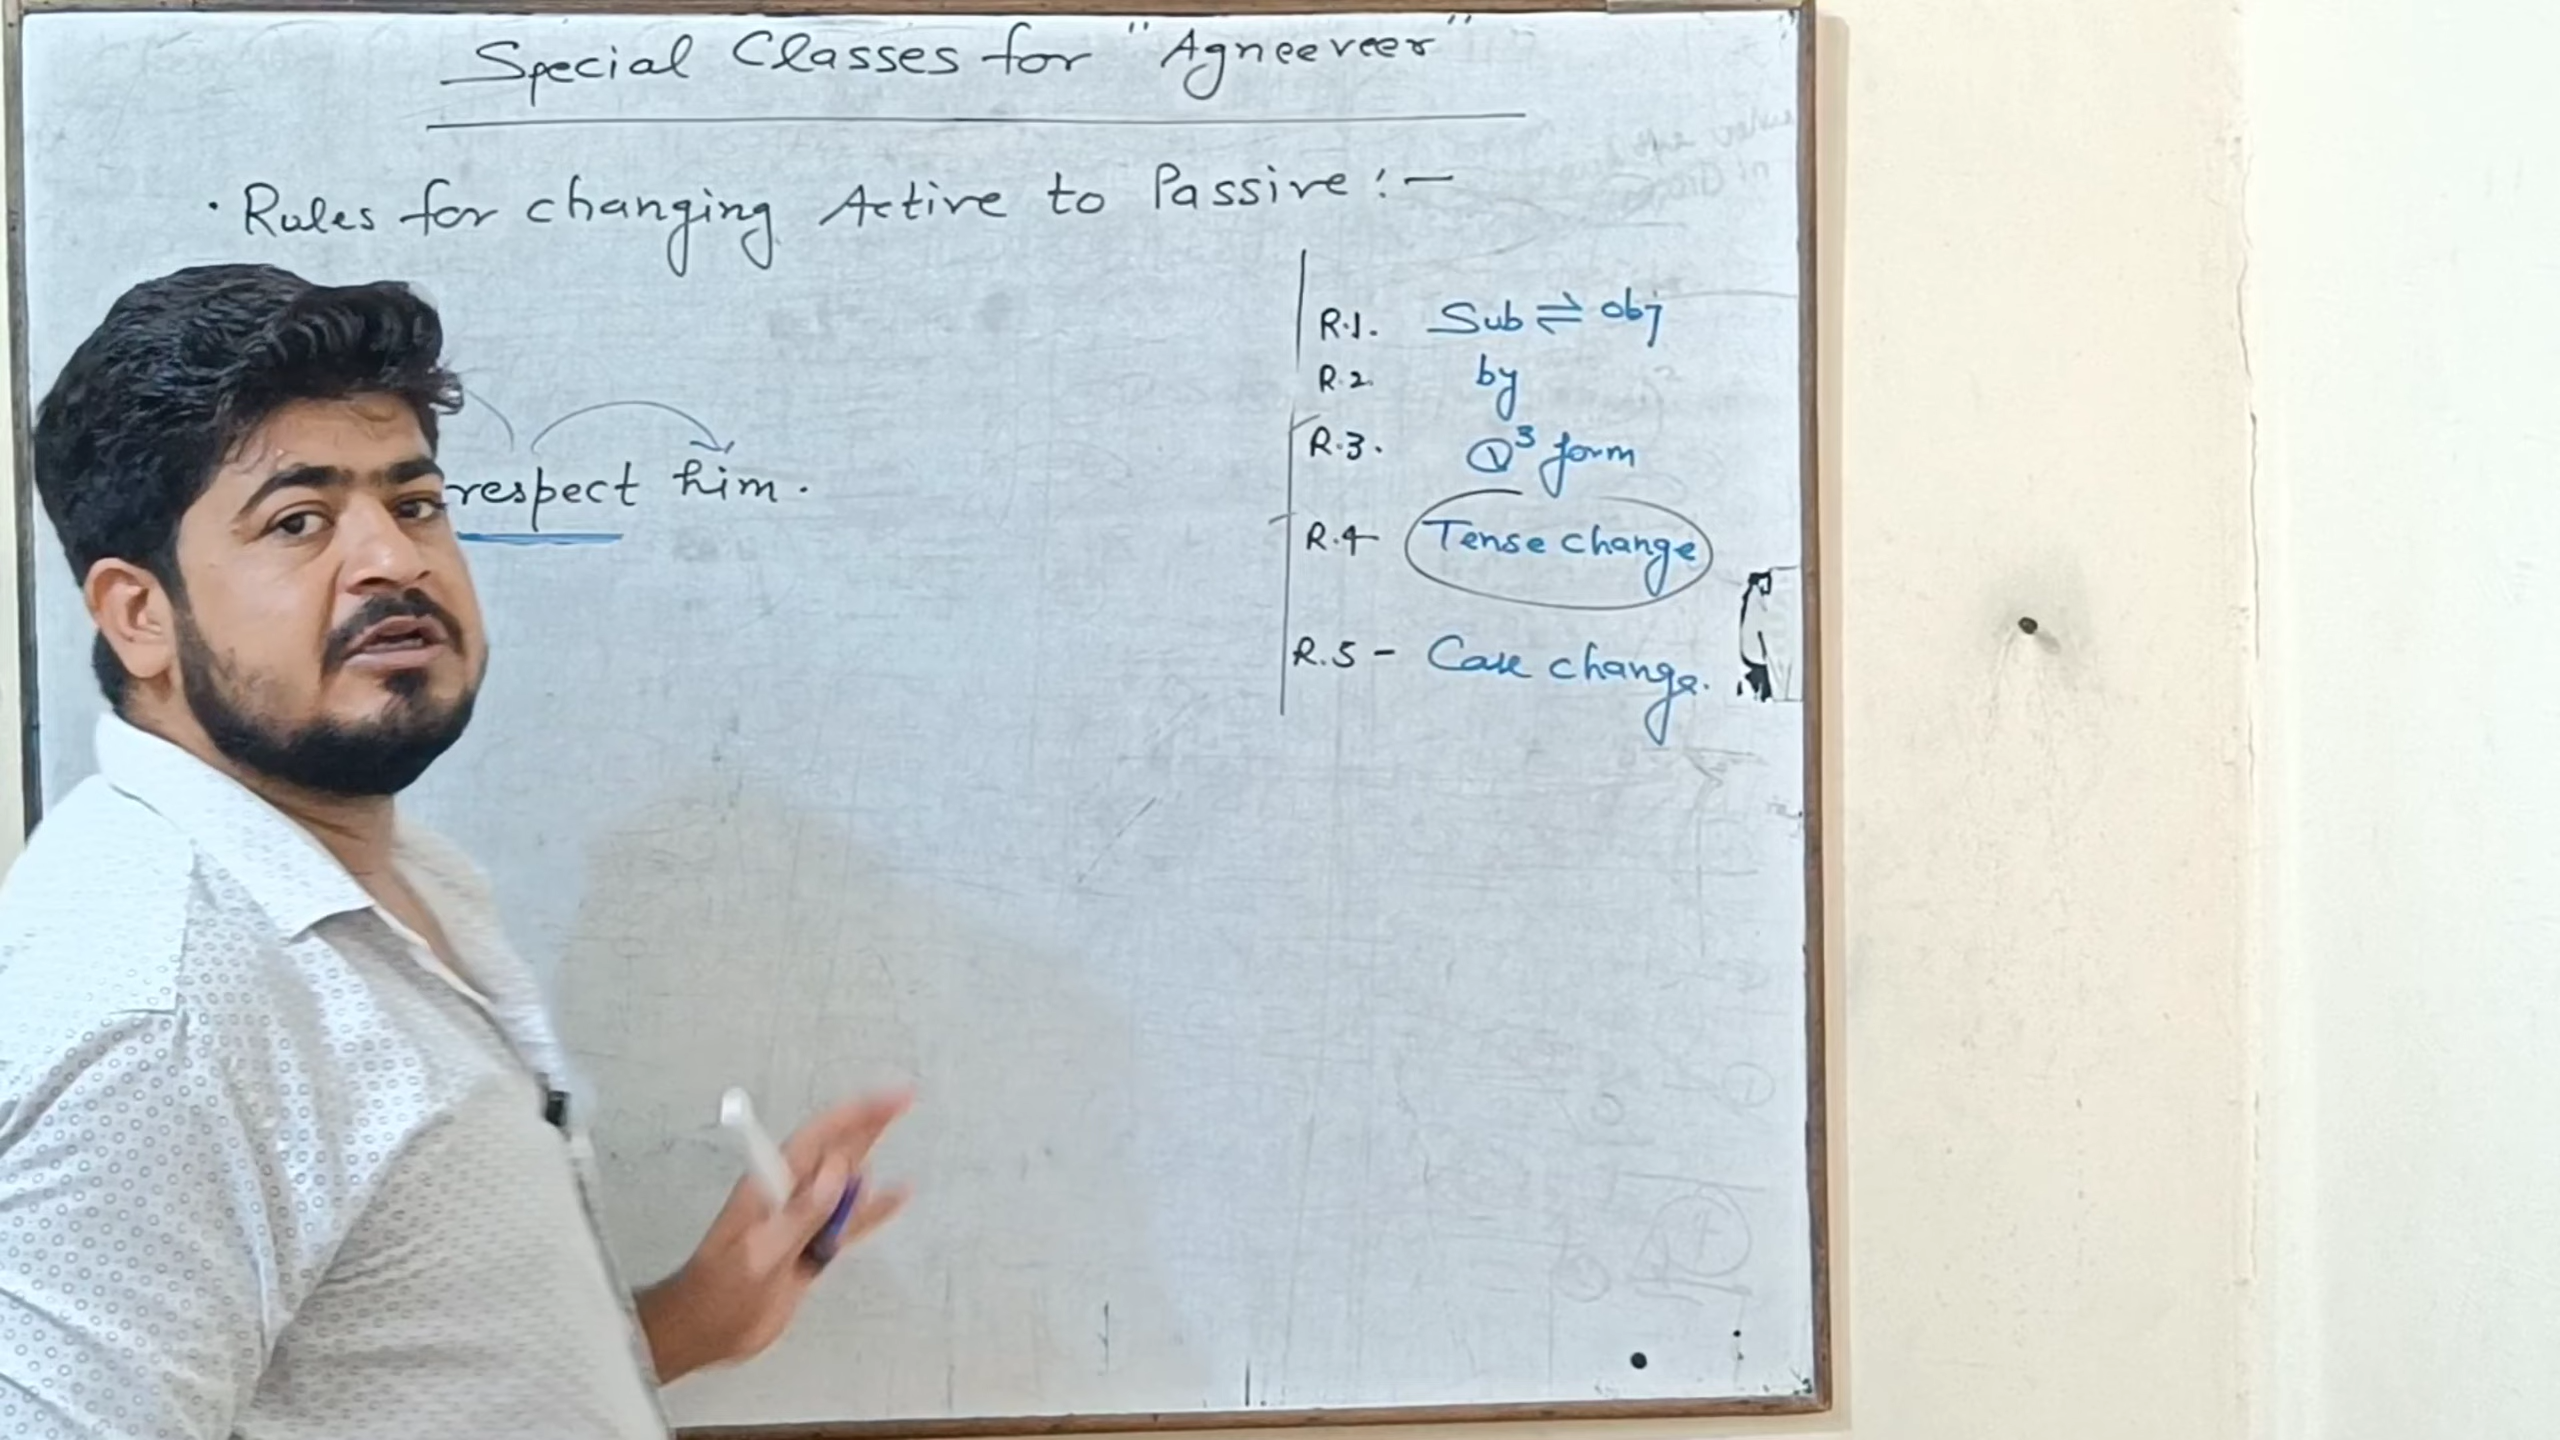 Special Classes for "Agneeveer"
· Rules for changing Active to Passive :-
respect him.
R.1. Sub ⇌ obj
R.2. by
R.3. V³ form
R.4 Tense change
R.5 - Case change.